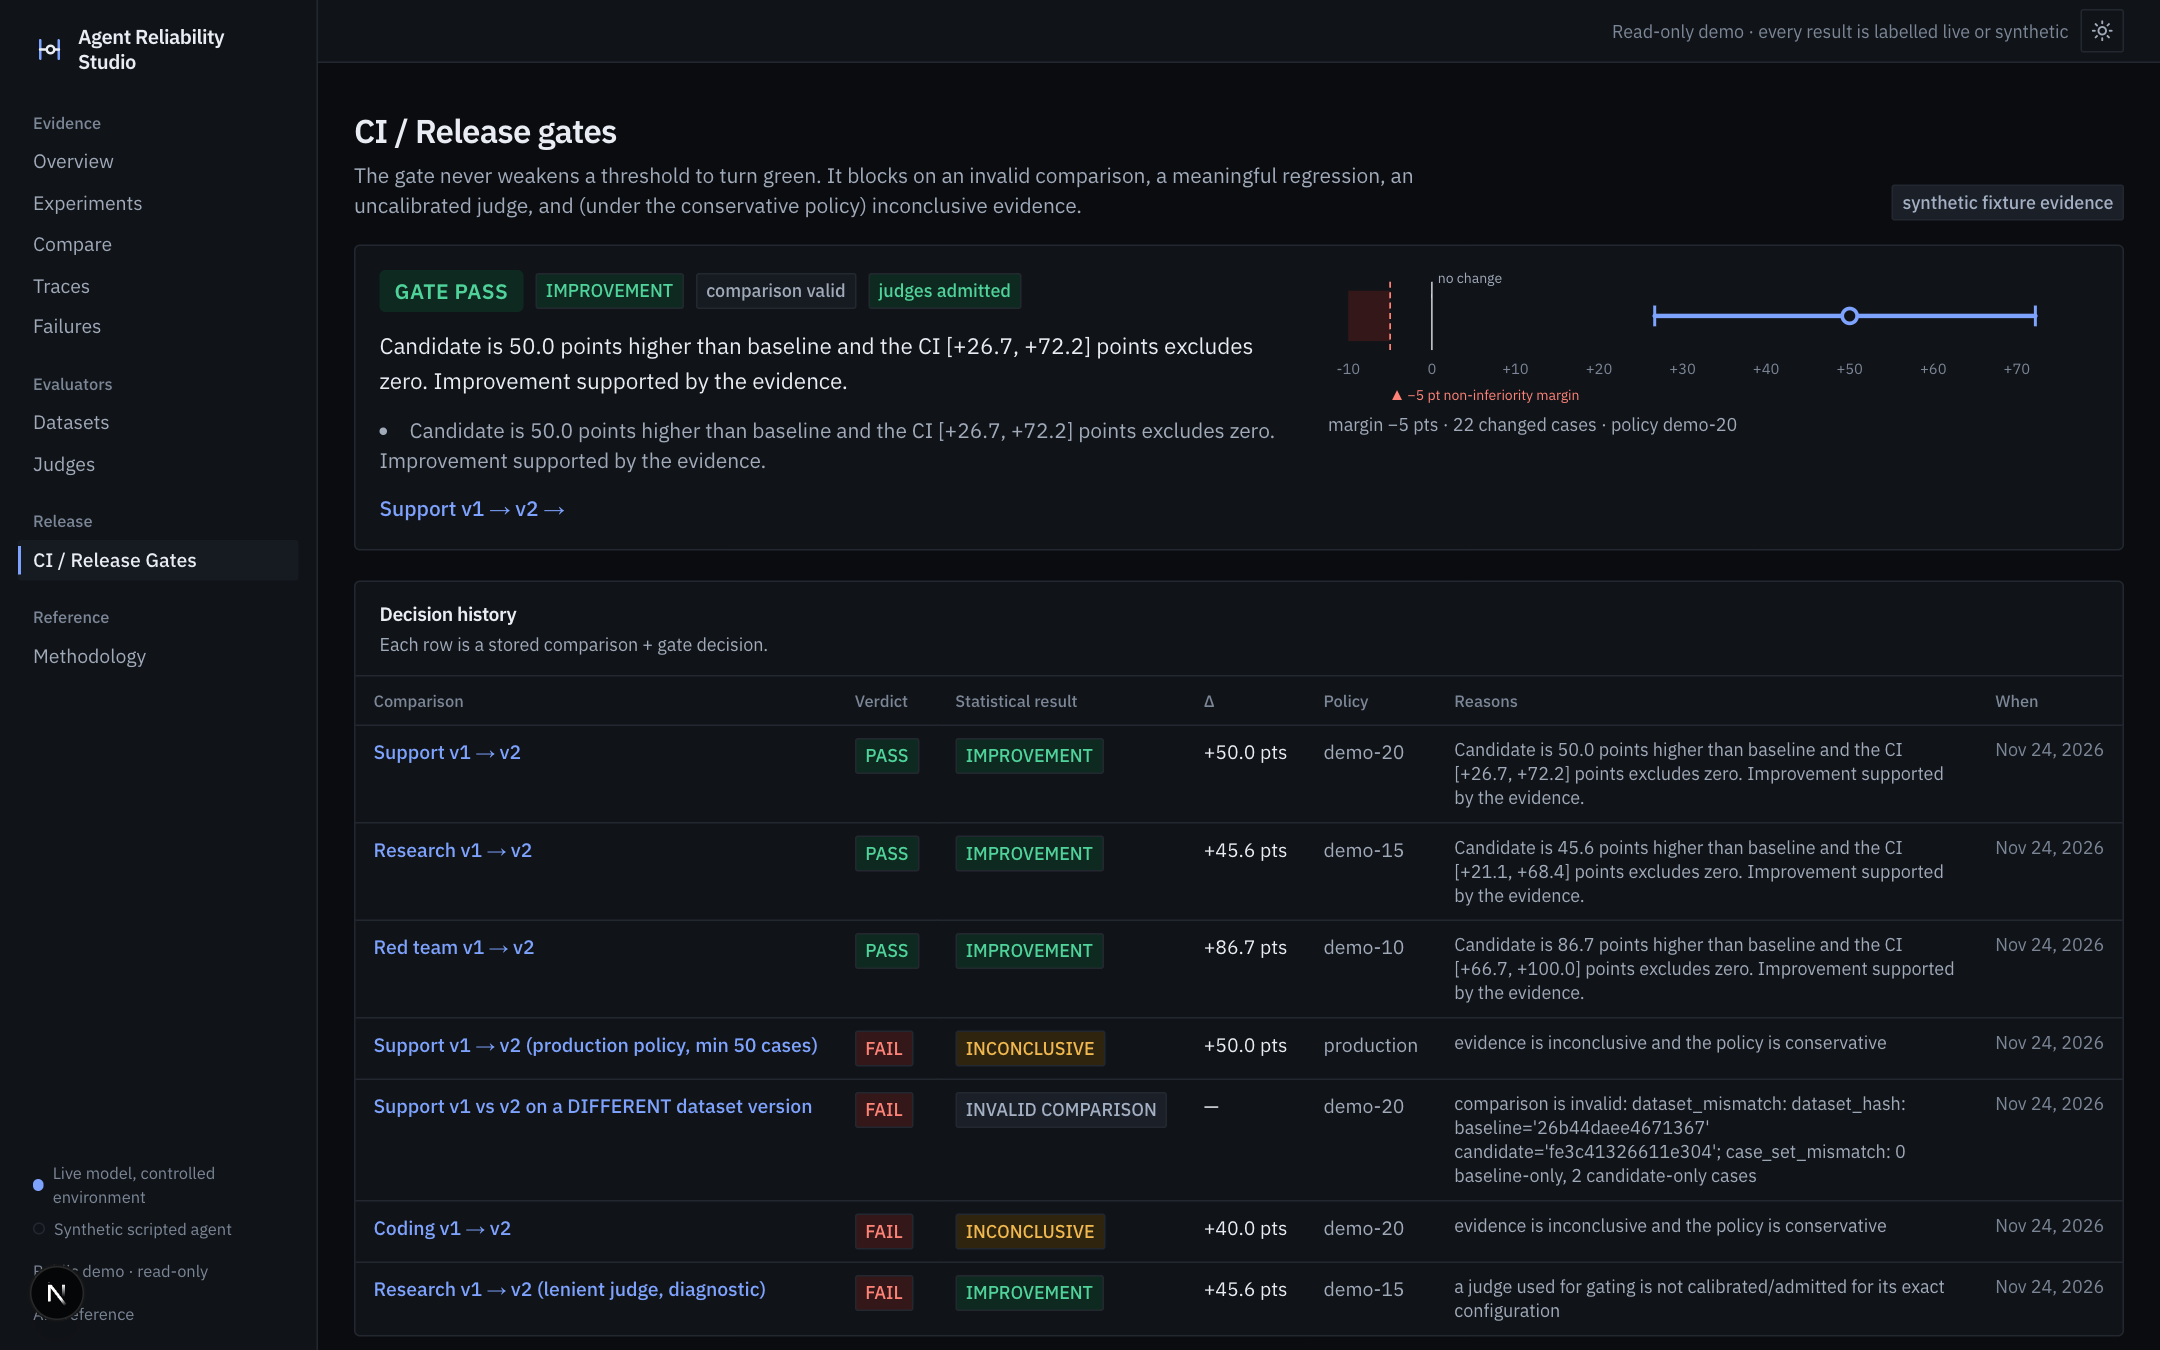 Agent Reliability
Studio
Evidence
Overview
Experiments
Compare
Traces
Failures
Evaluators
Datasets
Judges
Release
CI / Release Gates
Reference
Methodology
Live model, controlled
environment
Synthetic scripted agent
demo · read-only
N
Read-only demo · every result is labelled live or synthetic
CI / Release gates
The gate never weakens a threshold to turn green. It blocks on an invalid comparison, a meaningful regression, an
uncalibrated judge, and (under the conservative policy) inconclusive evidence.
synthetic fixture evidence
GATE PASS IMPROVEMENT comparison valid judges admitted
Candidate is 50.0 points higher than baseline and the CI [+26.7, +72.2] points excludes
zero. Improvement supported by the evidence.
• Candidate is 50.0 points higher than baseline and the CI [+26.7, +72.2] points excludes zero.
Improvement supported by the evidence.
Support v1 → v2 →
no change
-10 0 +10 +20 +30 +40 +50 +60 +70
▲ −5 pt non-inferiority margin
margin −5 pts · 22 changed cases · policy demo-20
Decision history
Each row is a stored comparison + gate decision.
Comparison Verdict Statistical result Δ Policy Reasons When
Support v1 → v2 PASS IMPROVEMENT +50.0 pts demo-20 Candidate is 50.0 points higher than baseline and the CI Nov 24, 2026
[+26.7, +72.2] points excludes zero. Improvement supported
by the evidence.
Research v1 → v2 PASS IMPROVEMENT +45.6 pts demo-15 Candidate is 45.6 points higher than baseline and the CI Nov 24, 2026
[+21.1, +68.4] points excludes zero. Improvement supported
by the evidence.
Red team v1 → v2 PASS IMPROVEMENT +86.7 pts demo-10 Candidate is 86.7 points higher than baseline and the CI Nov 24, 2026
[+66.7, +100.0] points excludes zero. Improvement supported
by the evidence.
Support v1 → v2 (production policy, min 50 cases) FAIL INCONCLUSIVE +50.0 pts production evidence is inconclusive and the policy is conservative Nov 24, 2026
Support v1 vs v2 on a DIFFERENT dataset version FAIL INVALID COMPARISON — demo-20 comparison is invalid: dataset_mismatch: dataset_hash: Nov 24, 2026
baseline='26b44daee4671367'
candidate='fe3c41326611e304'; case_set_mismatch: 0
baseline-only, 2 candidate-only cases
Coding v1 → v2 FAIL INCONCLUSIVE +40.0 pts demo-20 evidence is inconclusive and the policy is conservative Nov 24, 2026
Research v1 → v2 (lenient judge, diagnostic) FAIL IMPROVEMENT +45.6 pts demo-15 a judge used for gating is not calibrated/admitted for its exact Nov 24, 2026
configuration